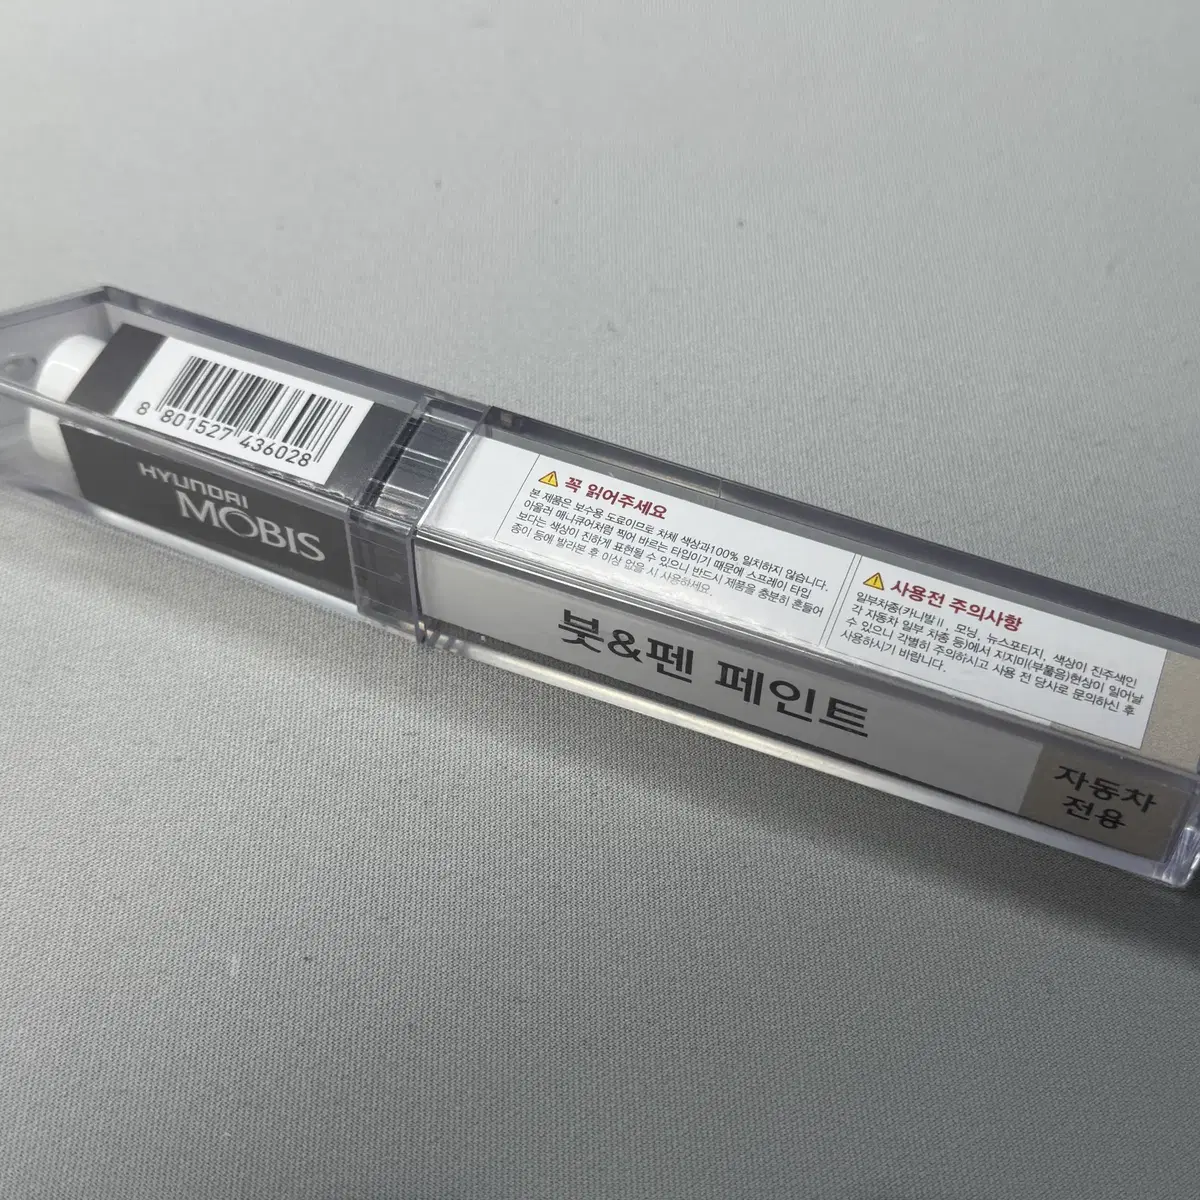 8 801527 436028
HYUNDAI
MOBIS
꼭 읽어주세요
본 제품은 보수용 도료이므로 차체 색상과100% 일치하지 않습니다.
아울러 매니큐어처럼 찍어 바르는 타입이기 때문에 스프레이 타입
보다는 색상이 진하게 표현될 수 있으니 반드시 제품을 충분히 흔들어
종이 등에 발라본 후 이상 없을 시 사용하세요.
사용전 주의사항
일부차종(카니발Ⅱ, 모닝, 뉴스포티지, 색상이 진주색인
각 자동차 일부 차종 등)에서 지지미(부풀음)현상이 일어날
수 있으니 각별히 주의하시고 사용 전 당사로 문의하신 후
사용하시기 바랍니다.
붓&펜 페인트
자동차
전용